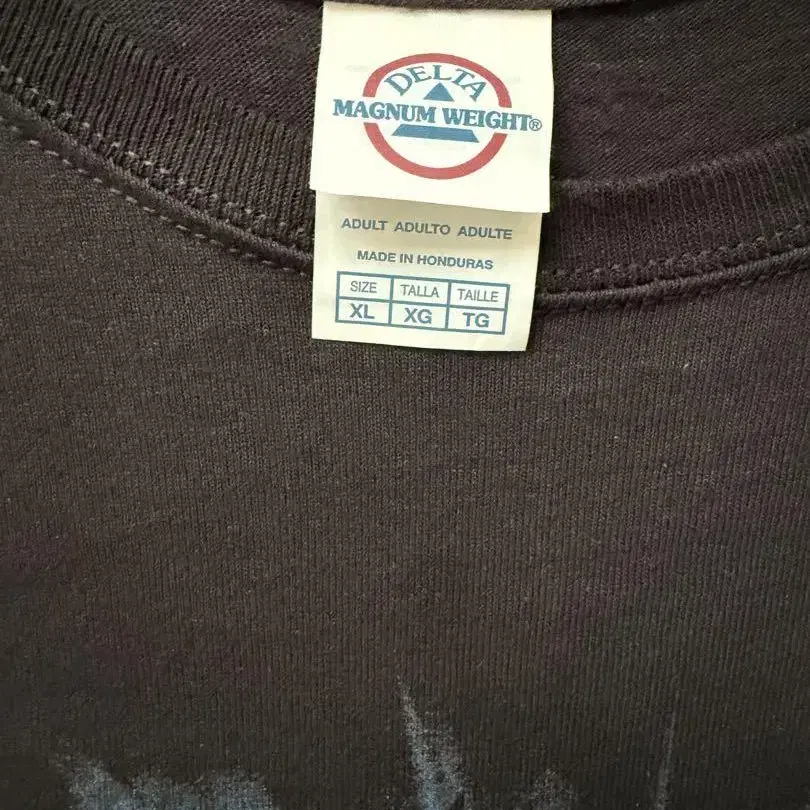 DELTA
MAGNUM WEIGHT®
ADULT ADULTO ADULTE
MADE IN HONDURAS
SIZE TALLA TAILLE
XL XG TG